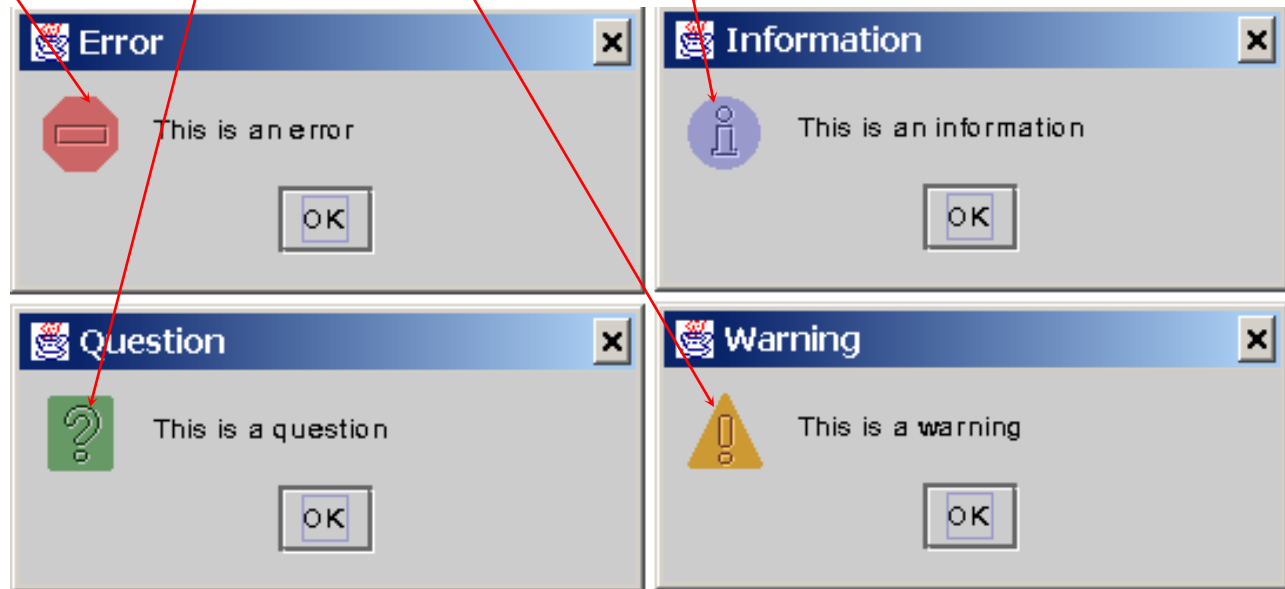 Error
This is an error
OK
Information
This is an information
OK
Question
This is a question
OK
Warning
This is a warning
OK